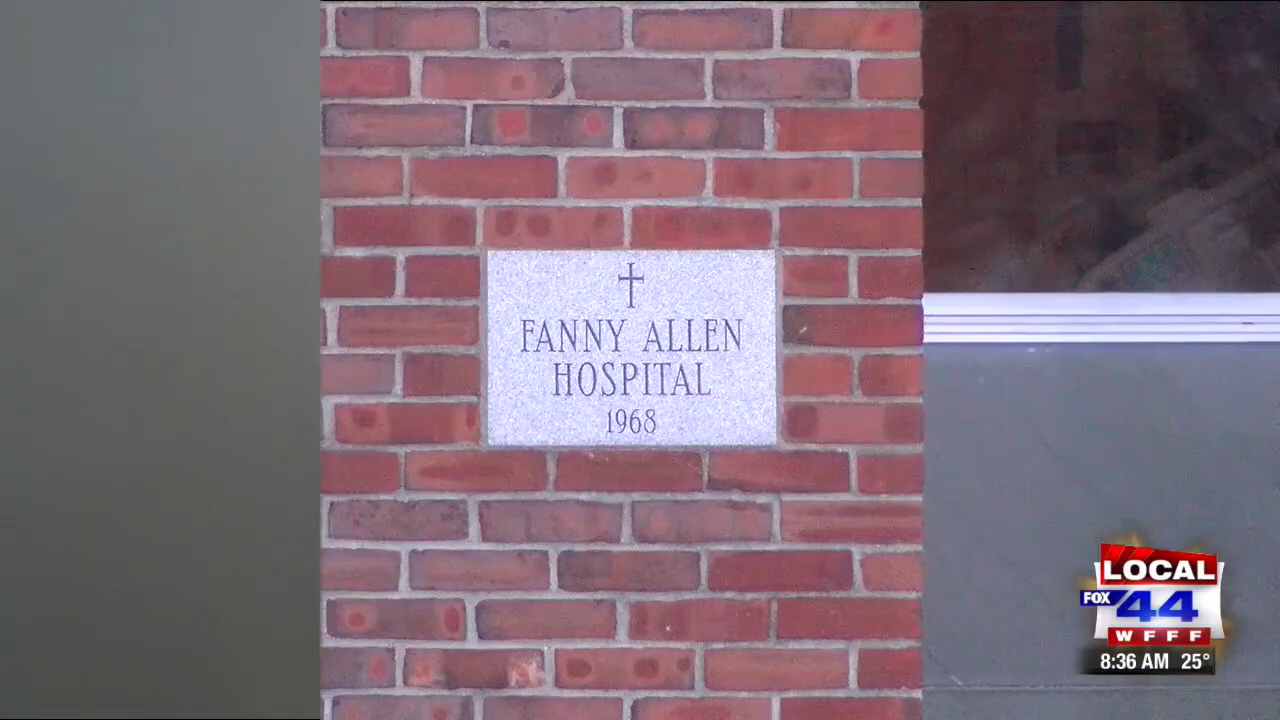 FANNY ALLEN
HOSPITAL
1968
LOCAL
FOX 44
WFFF
8:36 AM 25°